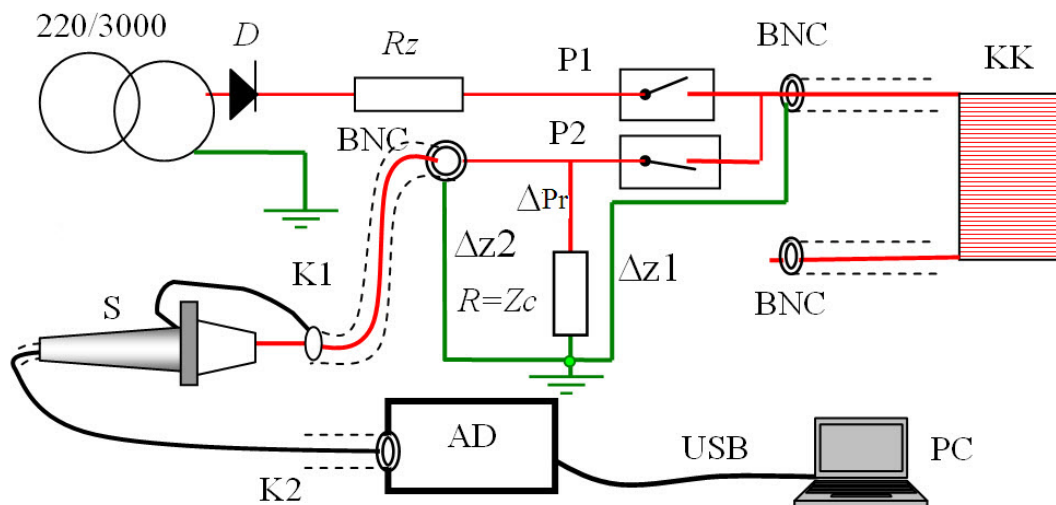 220/3000
D
Rz
P1
BNC
KK
BNC
P2
ΔPr
Δz2
Δz1
R=Zc
BNC
K1
S
AD
USB
PC
K2